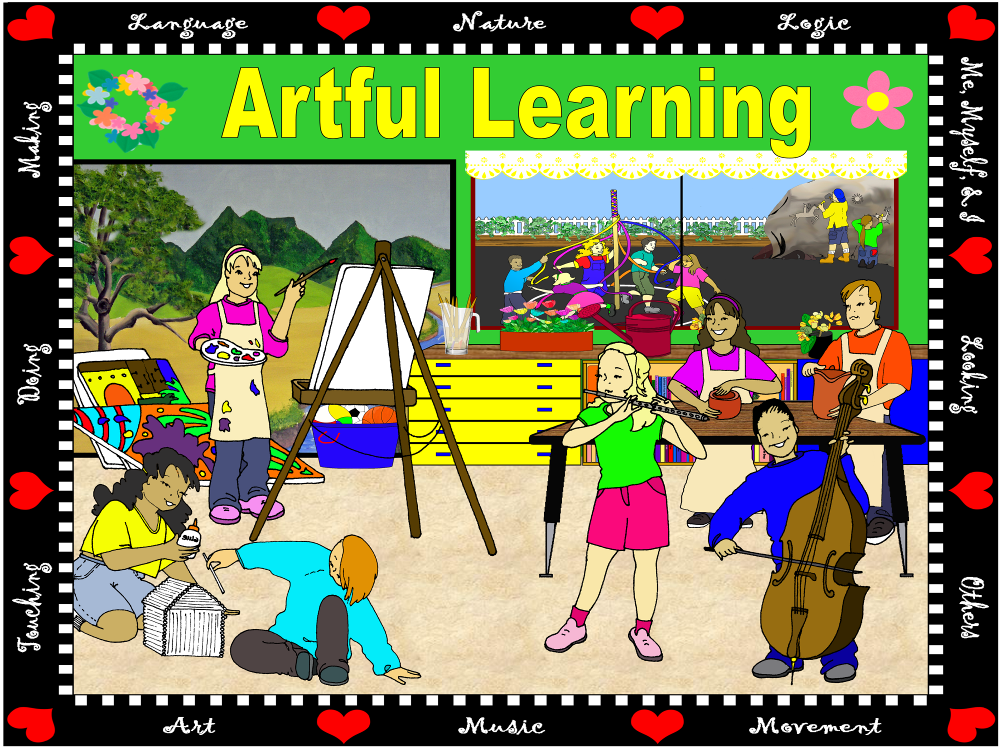 Language Nature Logic
Artful Learning
Making
Doing
Touching
Me, Myself, & I
Looking
Others
Art Music Movement